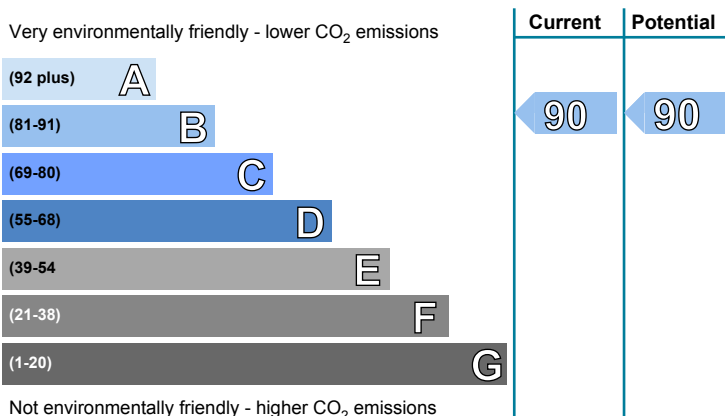 Very environmentally friendly - lower CO₂ emissions
Current Potential
(92 plus) A
(81-91) B
90 90
(69-80) C
(55-68) D
(39-54 E
(21-38) F
(1-20) G
Not environmentally friendly - higher CO₂ emissions